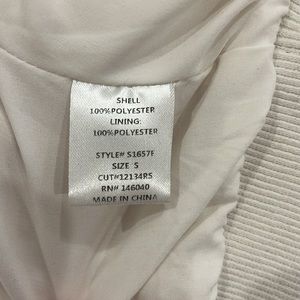 SHELL
100%POLYESTER
LINING:
100%POLYESTER
STYLE# S1657F
SIZE S
CUT#12134RS
RN# 146040
MADE IN CHINA